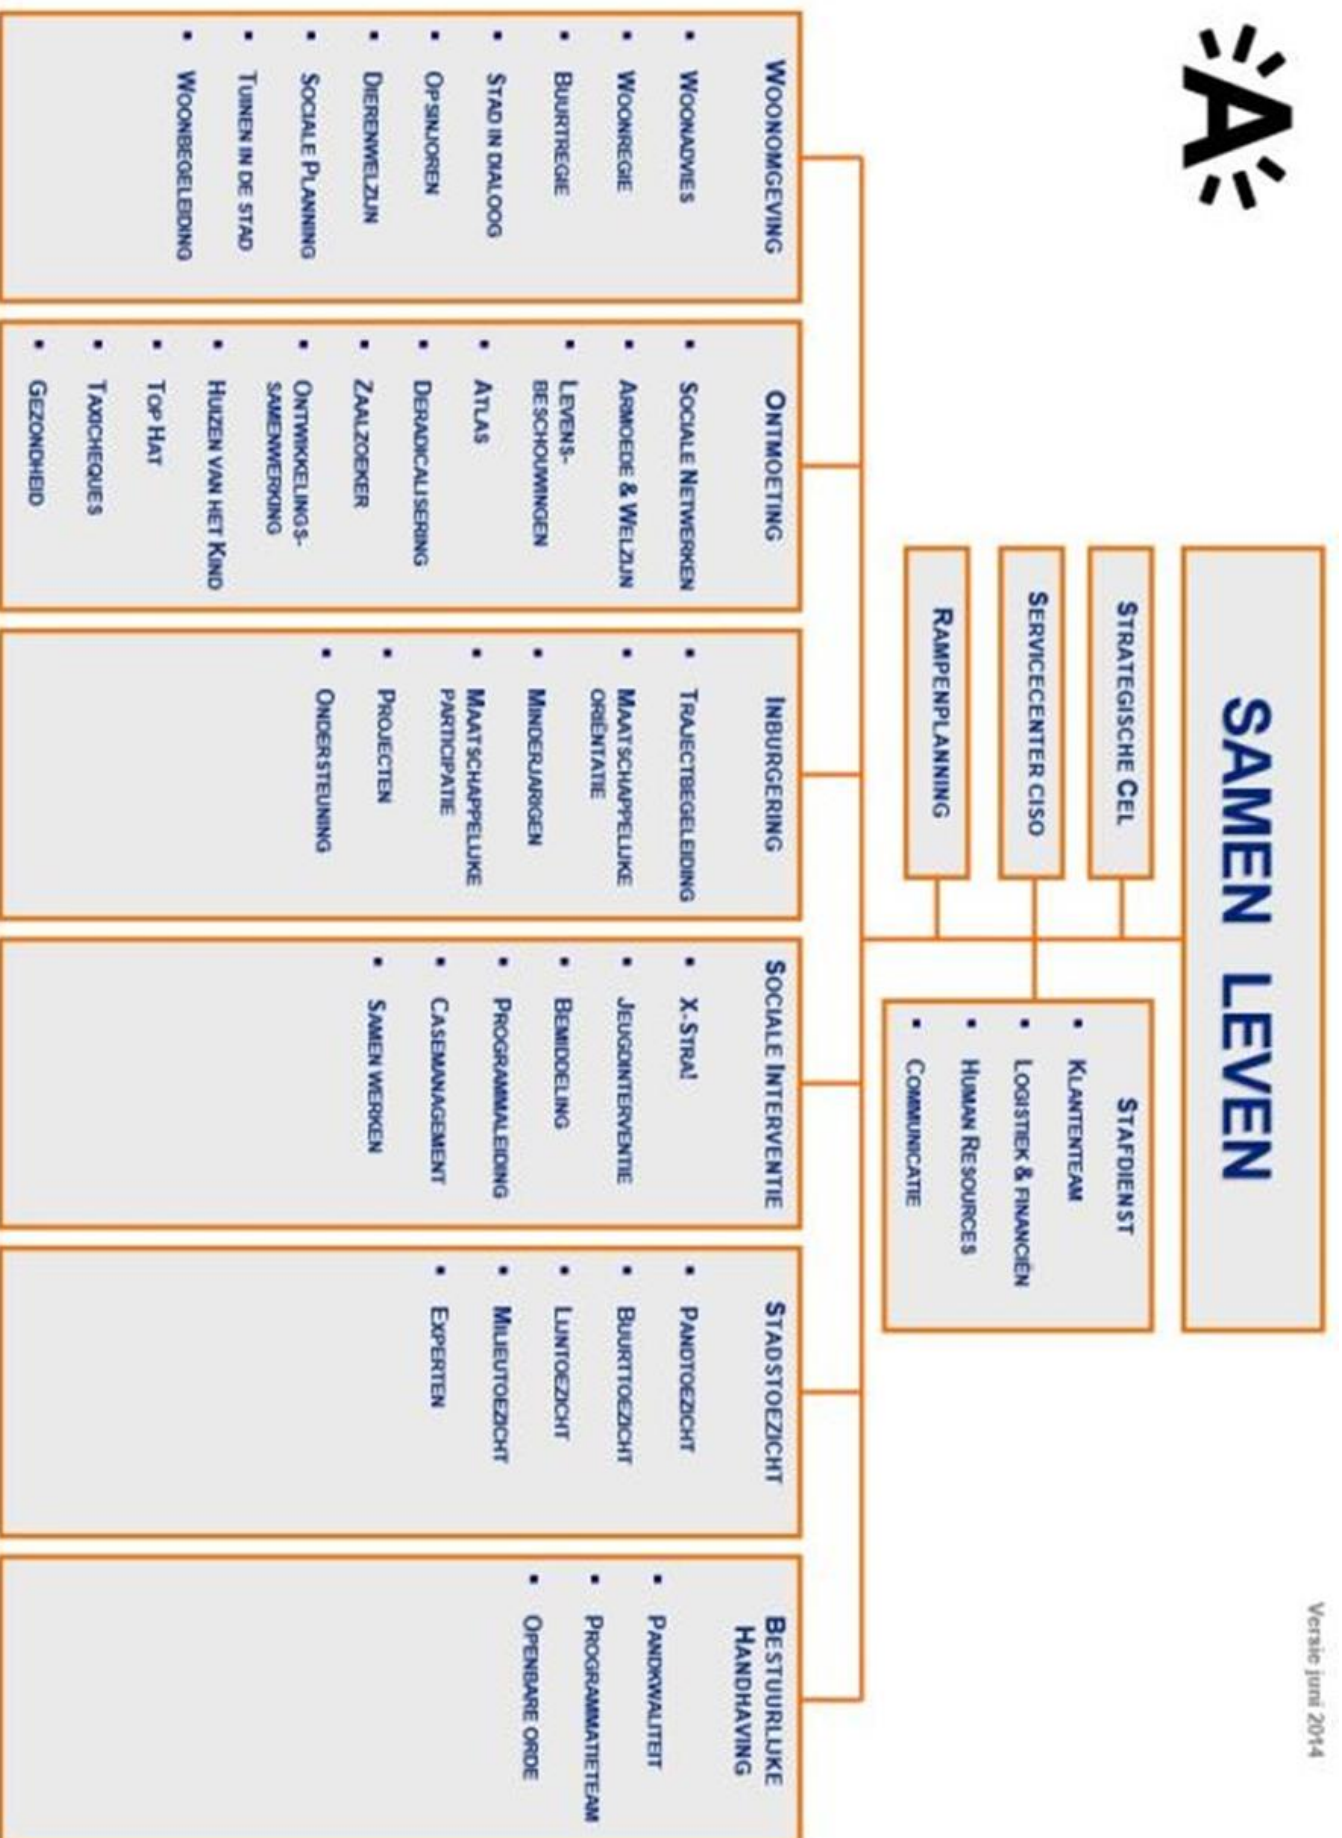 A
Versie juni 2014
SAMEN LEVEN
STRATEGISCHE CEL
SERVICECENTER CISO
RAMPENPLANNING
STAFDIENST
▪ KLANTENTEAM
▪ LOGISTIEK & FINANCIËN
▪ HUMAN RESOURCES
▪ COMMUNICATIE
WOONOMGEVING
▪ WOONADVIES
▪ WOONREGIE
▪ BUURTREGIE
▪ STAD IN DIALOOG
▪ OPSINJOREN
▪ DIERENWELZIJN
▪ SOCIALE PLANNING
▪ TUINEN IN DE STAD
▪ WOONBEGELEIDING
ONTMOETING
▪ SOCIALE NETWERKEN
▪ ARMOEDE & WELZIJN
▪ LEVENS-
BESCHOUWINGEN
▪ ATLAS
▪ DERADICALISERING
▪ ZAALZOEKER
▪ ONTWIKKELINGS-
SAMENWERKING
▪ HUIZEN VAN HET KIND
▪ TOP HAT
▪ TAXICHEQUES
▪ GEZONDHEID
INBURGERING
▪ TRAJECTBEGELEIDING
▪ MAATSCHAPPELIJKE
ORIËNTATIE
▪ MINDERJARIGEN
▪ MAATSCHAPPELIJKE
PARTICIPATIE
▪ PROJECTEN
▪ ONDERSTEUNING
SOCIALE INTERVENTIE
▪ X-STRA!
▪ JEUGDINTERVENTIE
▪ BEMIDDELING
▪ PROGRAMMALEIDING
▪ CASEMANAGEMENT
▪ SAMEN WERKEN
STADSTOEZICHT
▪ PANDTOEZICHT
▪ BUURTTOEZICHT
▪ LIJNTOEZICHT
▪ MILIEUTOEZICHT
▪ EXPERTEN
BESTUURLIJKE
HANDHAVING
▪ PANDKWALITEIT
▪ PROGRAMMATIETEAM
▪ OPENBARE ORDE